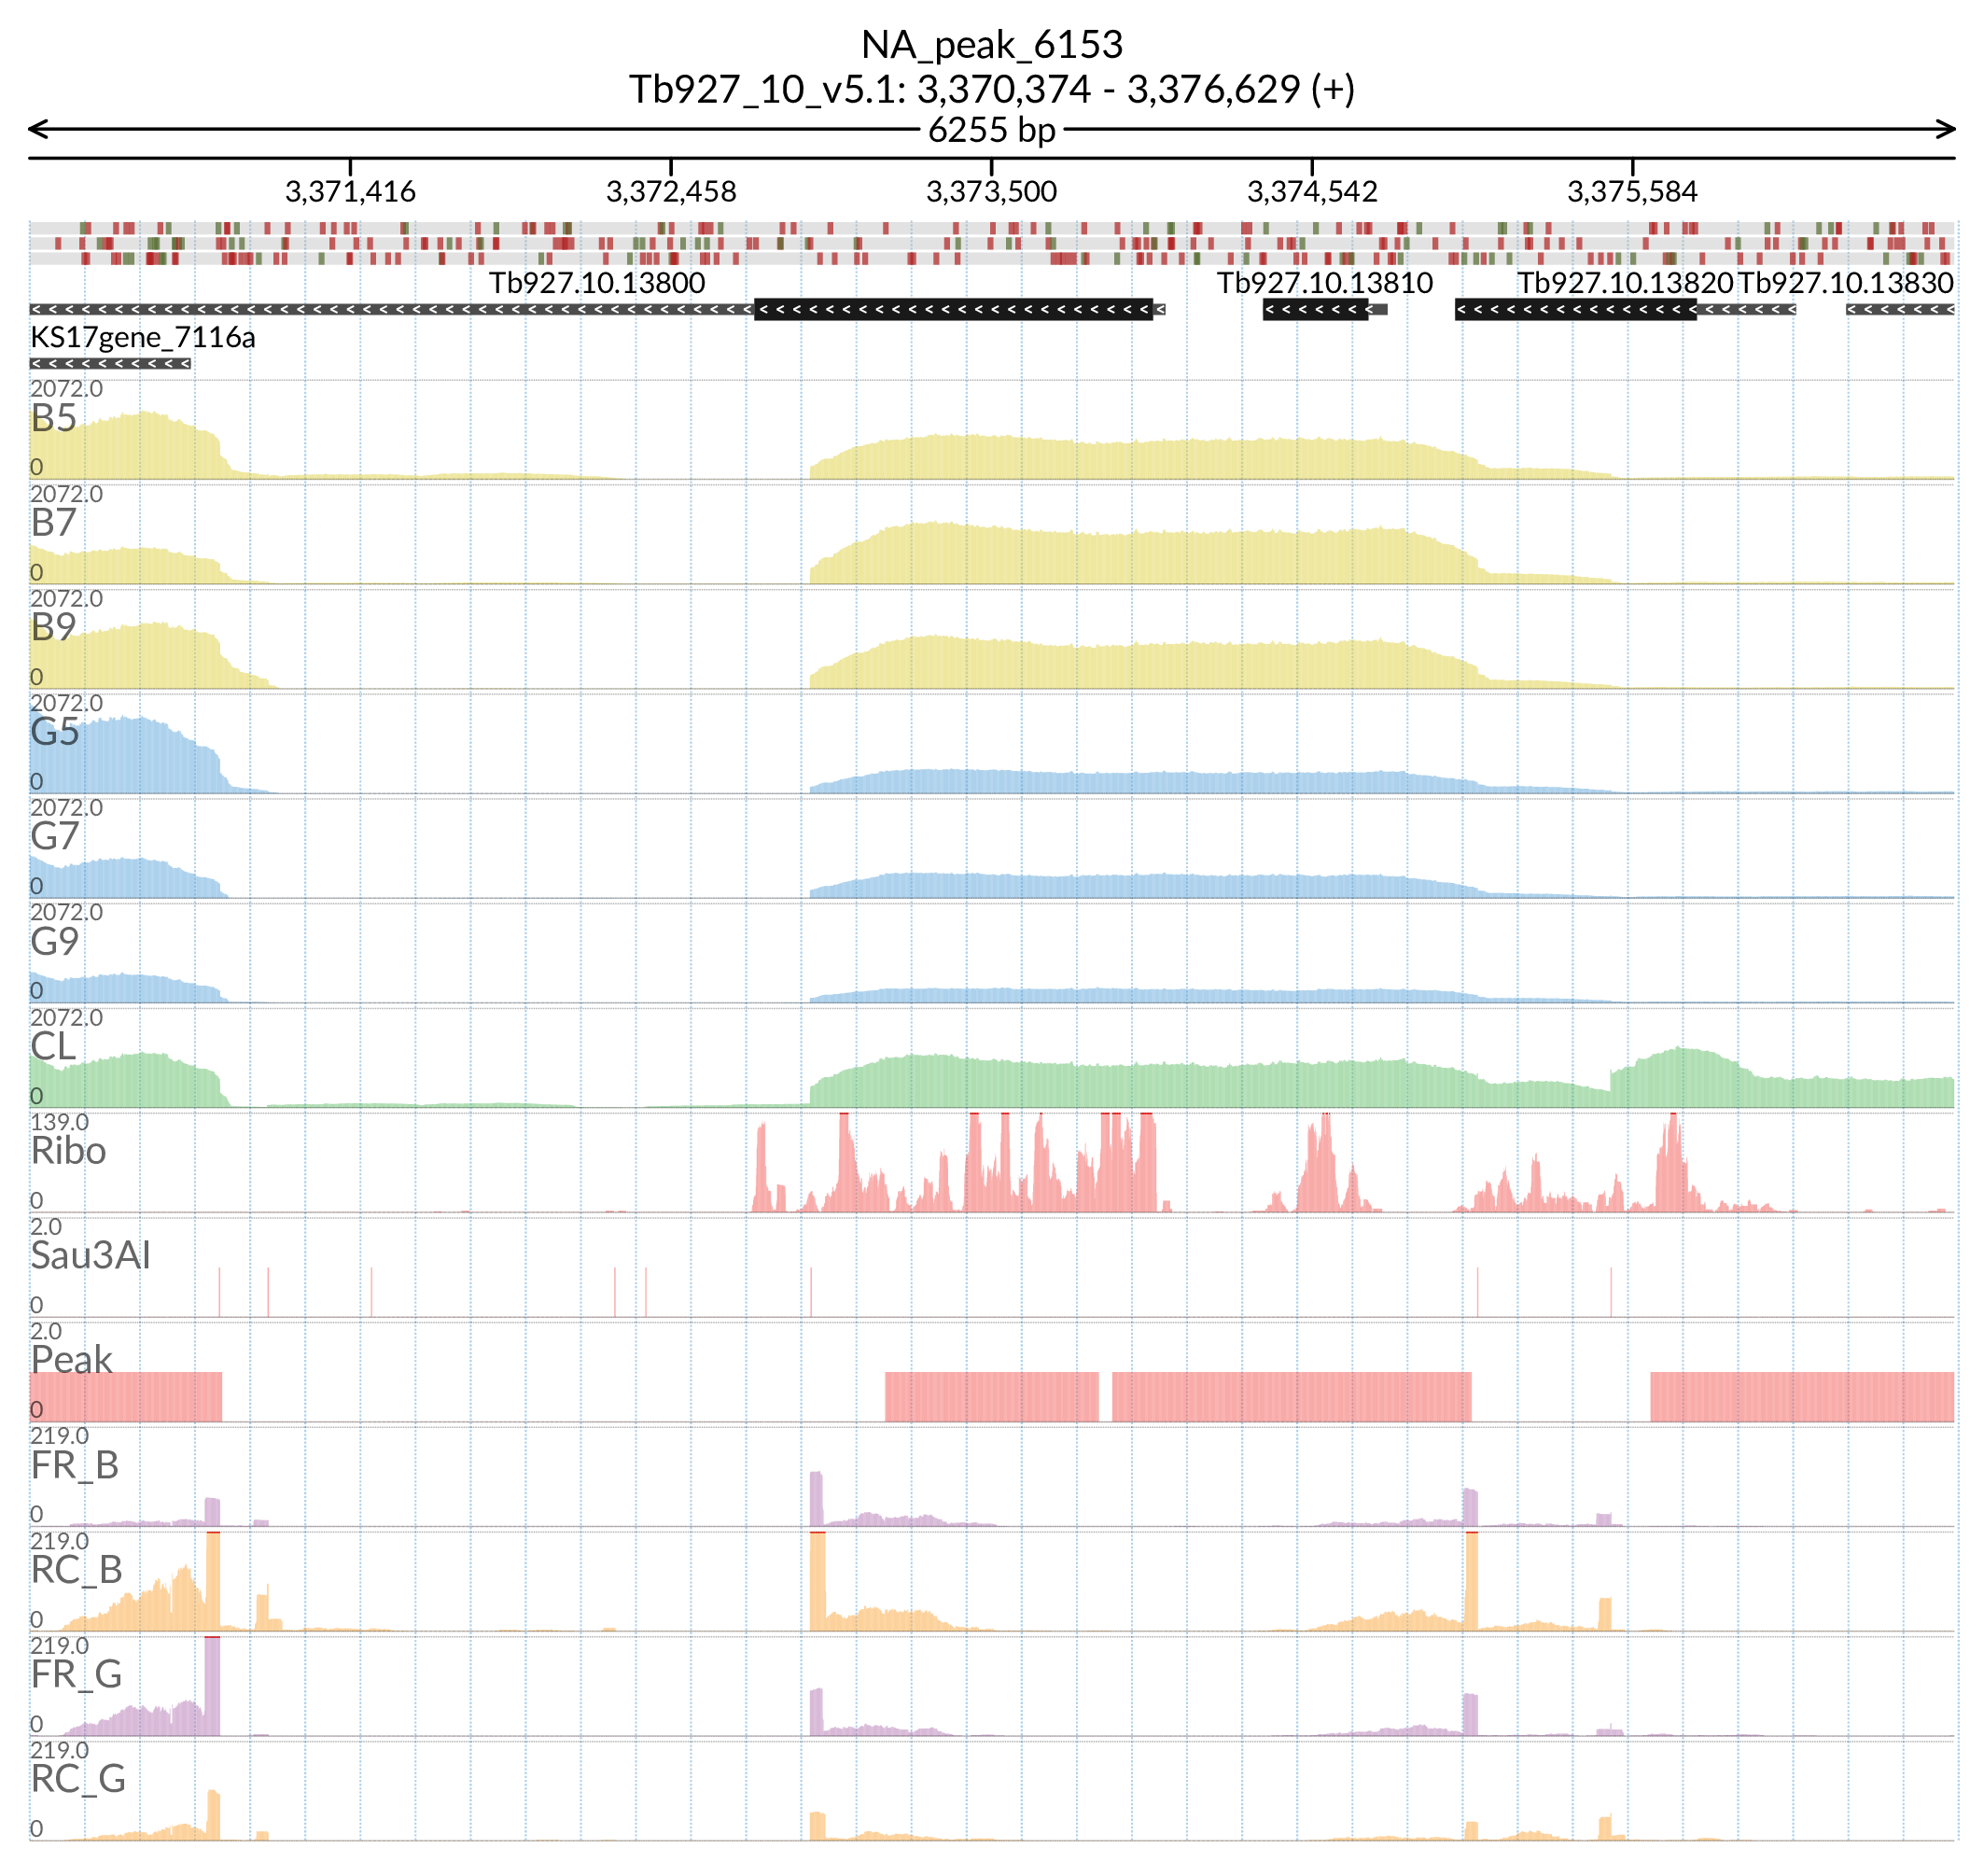 NA_peak_6153
Tb927_10_v5.1: 3,370,374 - 3,376,629 (+)
6255 bp
3,371,416 3,372,458 3,373,500 3,374,542 3,375,584
Tb927.10.13800 Tb927.10.13810 Tb927.10.13820 Tb927.10.13830
KS17gene_7116a
2072.0
B5
0
2072.0
B7
0
2072.0
B9
0
2072.0
G5
0
2072.0
G7
0
2072.0
G9
0
2072.0
CL
0
139.0
Ribo
0
2.0
Sau3AI
0
2.0
Peak
0
219.0
FR_B
0
219.0
RC_B
0
219.0
FR_G
0
219.0
RC_G
0